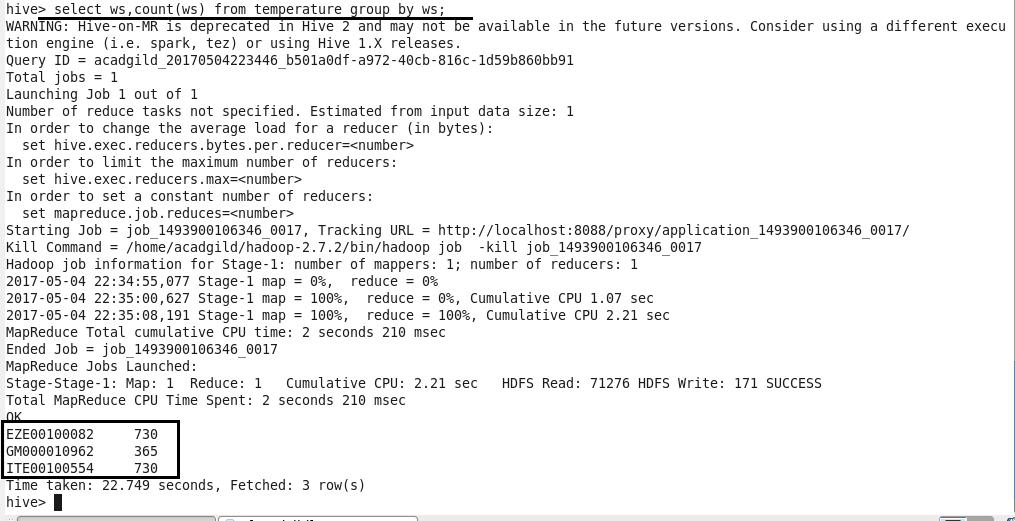 hive> select ws,count(ws) from temperature group by ws;
WARNING: Hive-on-MR is deprecated in Hive 2 and may not be available in the future versions. Consider using a different execu
tion engine (i.e. spark, tez) or using Hive 1.X releases.
Query ID = acadgild_20170504223446_b501a0df-a972-40cb-816c-1d59b860bb91
Total jobs = 1
Launching Job 1 out of 1
Number of reduce tasks not specified. Estimated from input data size: 1
In order to change the average load for a reducer (in bytes):
  set hive.exec.reducers.bytes.per.reducer=<number>
In order to limit the maximum number of reducers:
  set hive.exec.reducers.max=<number>
In order to set a constant number of reducers:
  set mapreduce.job.reduces=<number>
Starting Job = job_1493900106346_0017, Tracking URL = http://localhost:8088/proxy/application_1493900106346_0017/
Kill Command = /home/acadgild/hadoop-2.7.2/bin/hadoop job  -kill job_1493900106346_0017
Hadoop job information for Stage-1: number of mappers: 1; number of reducers: 1
2017-05-04 22:34:55,077 Stage-1 map = 0%,  reduce = 0%
2017-05-04 22:35:00,627 Stage-1 map = 100%,  reduce = 0%, Cumulative CPU 1.07 sec
2017-05-04 22:35:08,191 Stage-1 map = 100%,  reduce = 100%, Cumulative CPU 2.21 sec
MapReduce Total cumulative CPU time: 2 seconds 210 msec
Ended Job = job_1493900106346_0017
MapReduce Jobs Launched:
Stage-Stage-1: Map: 1  Reduce: 1   Cumulative CPU: 2.21 sec   HDFS Read: 71276 HDFS Write: 171 SUCCESS
Total MapReduce CPU Time Spent: 2 seconds 210 msec
OK
EZE00100082     730
GM000010962     365
ITE00100554     730
Time taken: 22.749 seconds, Fetched: 3 row(s)
hive>